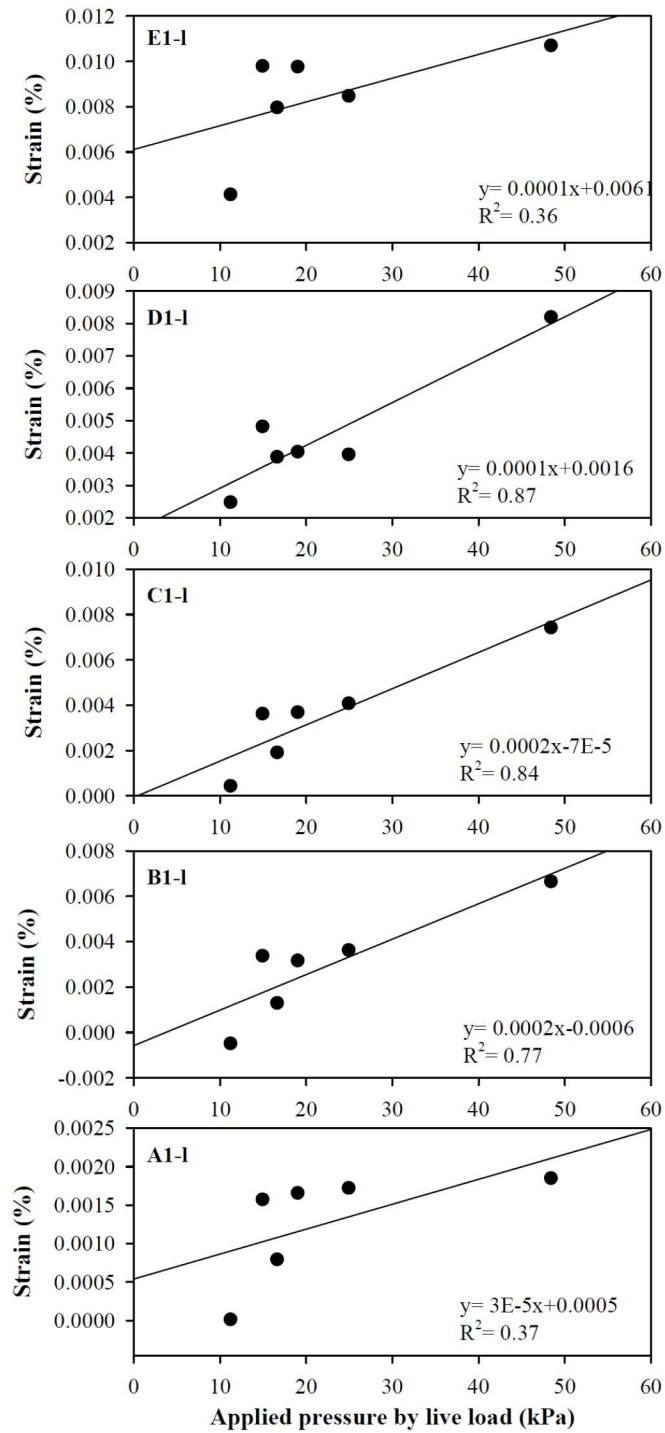 0.012
E1-l
0.010
0.008
0.006
0.004
0.002
Strain (%)
y= 0.0001x+0.0061
R²= 0.36
0 10 20 30 40 50 60
0.009
D1-l
0.008
0.007
0.006
0.005
0.004
0.003
0.002
Strain (%)
y= 0.0001x+0.0016
R²= 0.87
0 10 20 30 40 50 60
0.010
C1-l
0.008
0.006
0.004
0.002
0.000
Strain (%)
y= 0.0002x-7E-5
R²= 0.84
0 10 20 30 40 50 60
0.008
B1-l
0.006
0.004
0.002
0.000
-0.002
Strain (%)
y= 0.0002x-0.0006
R²= 0.77
0 10 20 30 40 50 60
0.0025
A1-l
0.0020
0.0015
0.0010
0.0005
0.0000
Strain (%)
y= 3E-5x+0.0005
R²= 0.37
0 10 20 30 40 50 60
Applied pressure by live load (kPa)